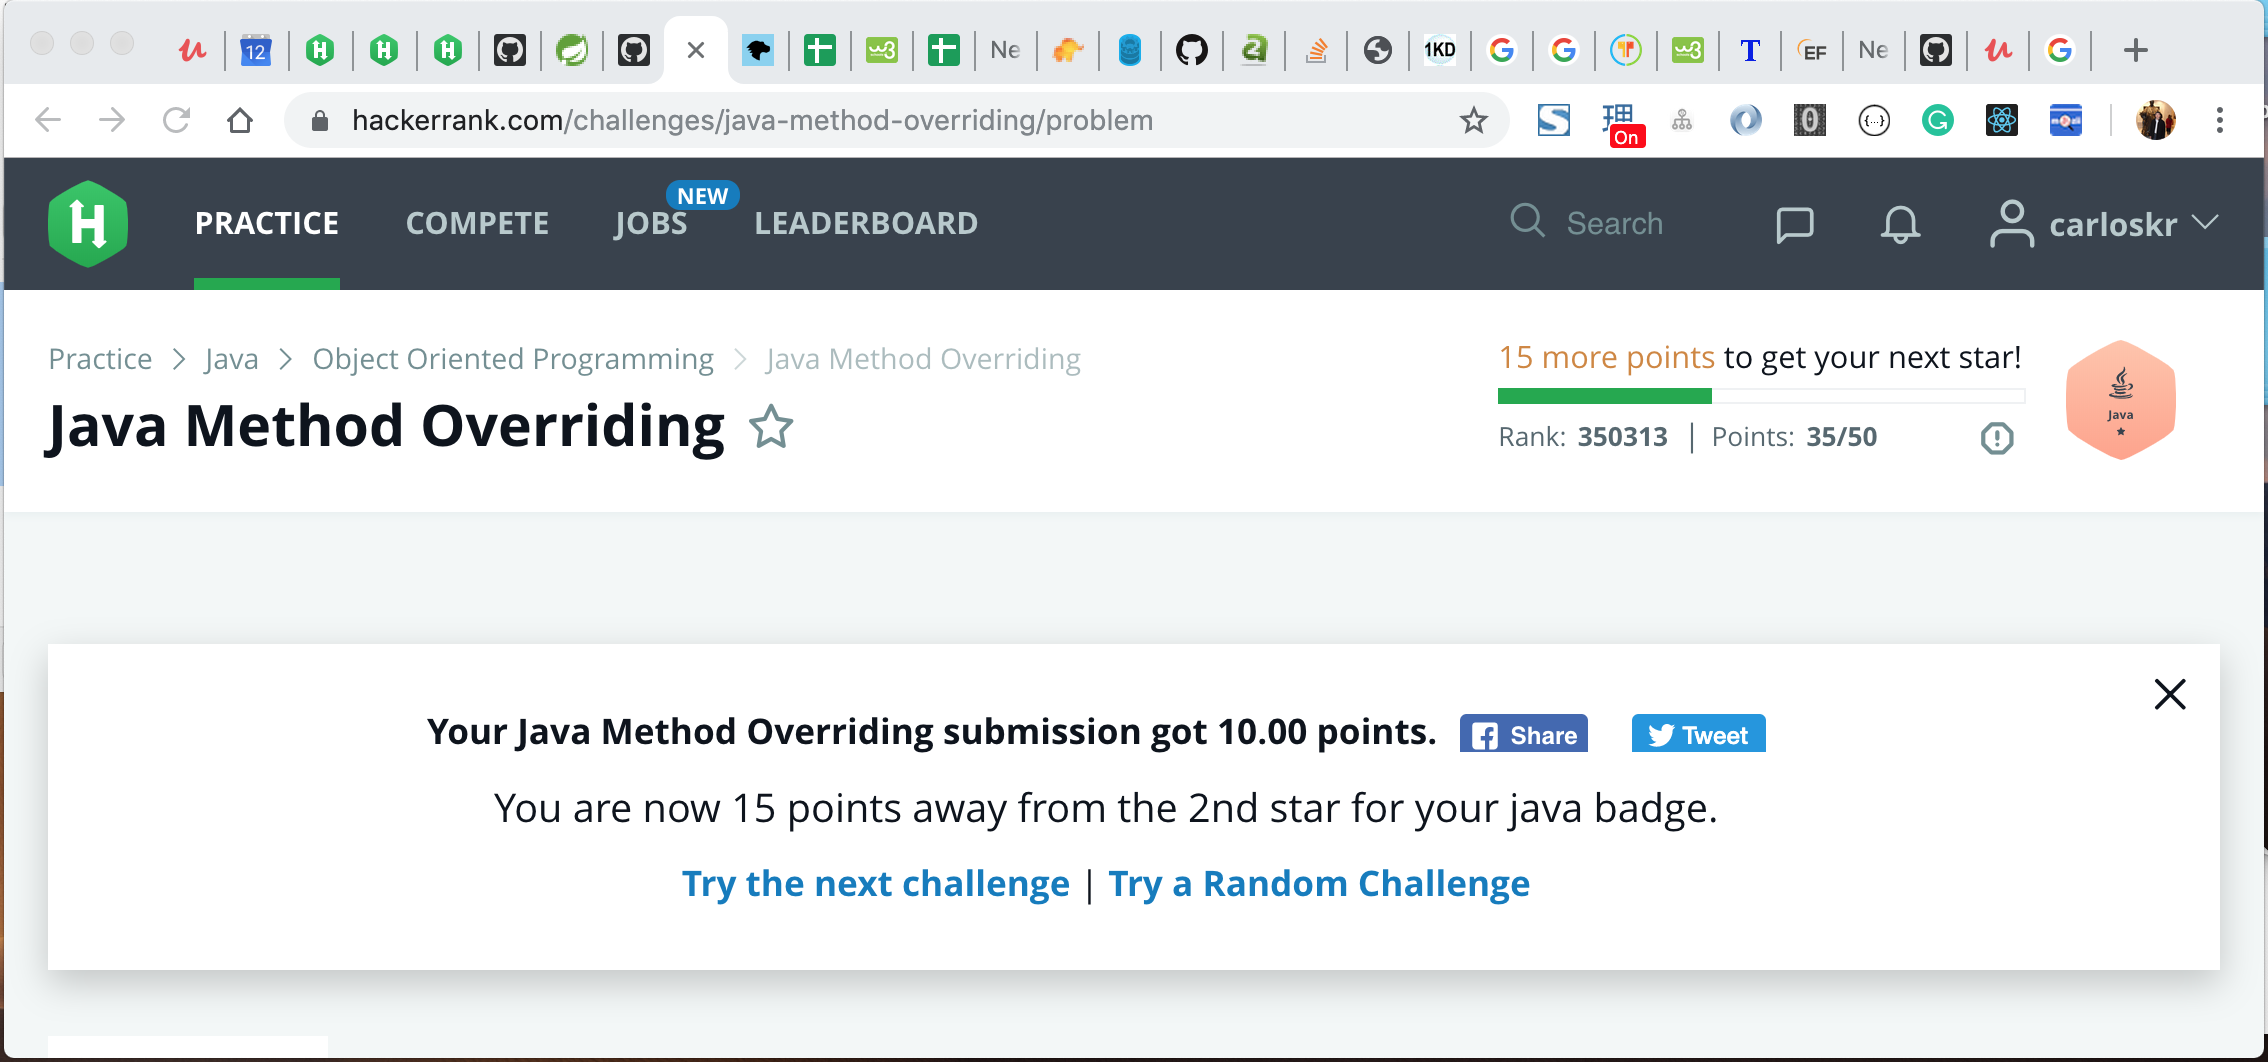 12 Ne 1KD EF Ne
hackerrank.com/challenges/java-method-overriding/problem
On
PRACTICE COMPETE JOBS NEW LEADERBOARD Search carloskr
Practice > Java > Object Oriented Programming > Java Method Overriding
Java Method Overriding
15 more points to get your next star!
Rank: 350313 | Points: 35/50
Java
Your Java Method Overriding submission got 10.00 points. Share Tweet
You are now 15 points away from the 2nd star for your java badge.
Try the next challenge | Try a Random Challenge